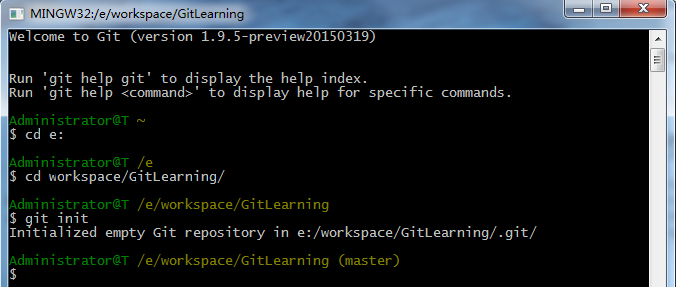 MINGW32:/e/workspace/GitLearning
Welcome to Git (version 1.9.5-preview20150319)
Run 'git help git' to display the help index.
Run 'git help <command>' to display help for specific commands.
Administrator@T ~
$ cd e:
Administrator@T /e
$ cd workspace/GitLearning/
Administrator@T /e/workspace/GitLearning
$ git init
Initialized empty Git repository in e:/workspace/GitLearning/.git/
Administrator@T /e/workspace/GitLearning (master)
$